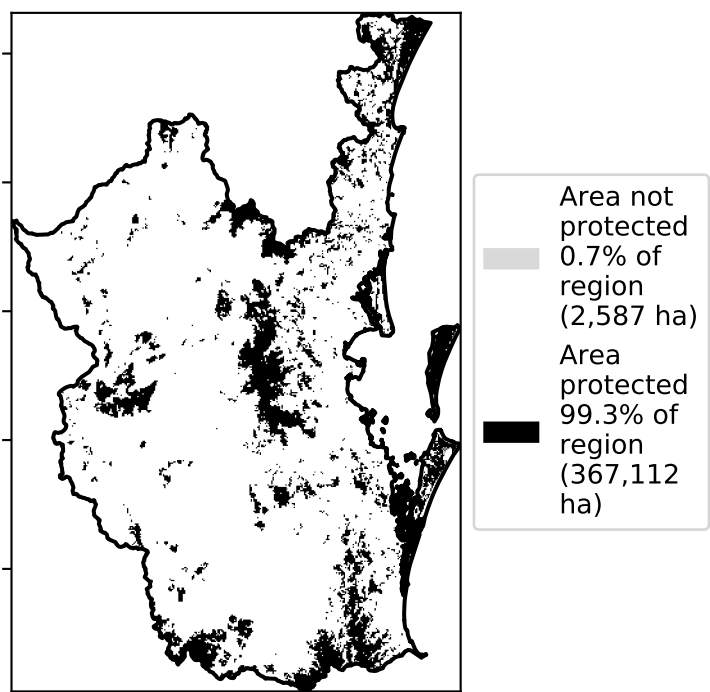 Area not
protected
0.7% of
region
(2,587 ha)
Area
protected
99.3% of
region
(367,112
ha)